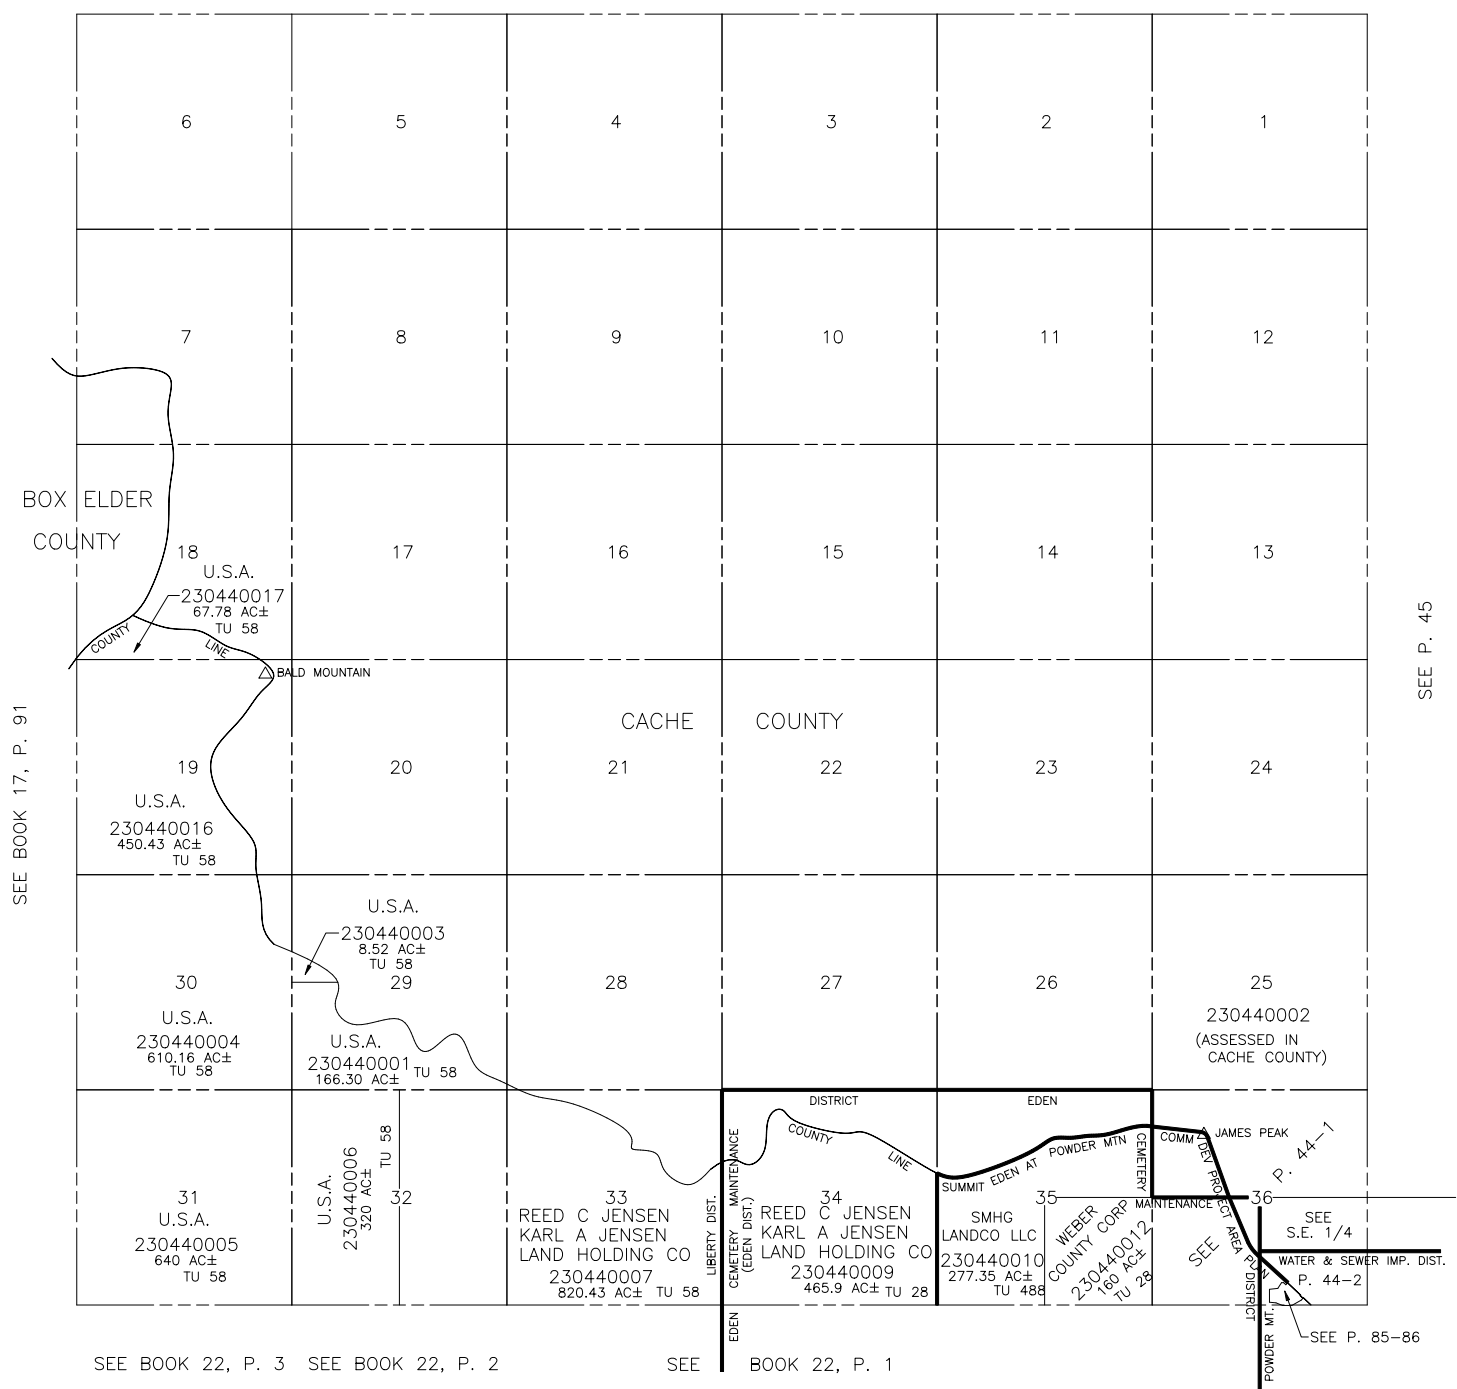 6
5
4
3
2
1
7
8
9
10
11
12
BOX ELDER
COUNTY
18
17
16
15
14
13
U.S.A.
230440017
67.78 AC±
TU 58
COUNTY
LINE
BALD MOUNTAIN
SEE P. 45
SEE BOOK 17, P. 91
CACHE COUNTY
19
20
21
22
23
24
U.S.A.
230440016
450.43 AC±
TU 58
U.S.A.
230440003
8.52 AC±
TU 58
30
29
28
27
26
25
U.S.A.
230440004
610.16 AC±
TU 58
U.S.A.
230440001
166.30 AC±
TU 58
230440002
(ASSESSED IN
CACHE COUNTY)
DISTRICT
EDEN
COUNTY
LINE
SUMMIT EDEN AT POWDER MTN COMM DEV PROJECT AREA PLN
JAMES PEAK
P. 44-1
31
U.S.A.
230440005
640 AC±
TU 58
U.S.A.
230440006
320 AC±
TU 58
32
33
REED C JENSEN
KARL A JENSEN
LAND HOLDING CO
230440007
820.43 AC± TU 58
LIBERTY DIST.
EDEN CEMETERY MAINTENANCE
(EDEN DIST.)
34
REED C JENSEN
KARL A JENSEN
LAND HOLDING CO
230440009
465.9 AC± TU 28
35
SMHG
LANDCO LLC
230440010
277.35 AC±
TU 488
WEBER
COUNTY CORP
230440012
160 AC±
TU 28
CEMETERY
MAINTENANCE
DISTRICT
36
SEE
SEE
S.E. 1/4
WATER & SEWER IMP. DIST.
P. 44-2
POWDER MT.
SEE P. 85-86
SEE BOOK 22, P. 3
SEE BOOK 22, P. 2
SEE BOOK 22, P. 1